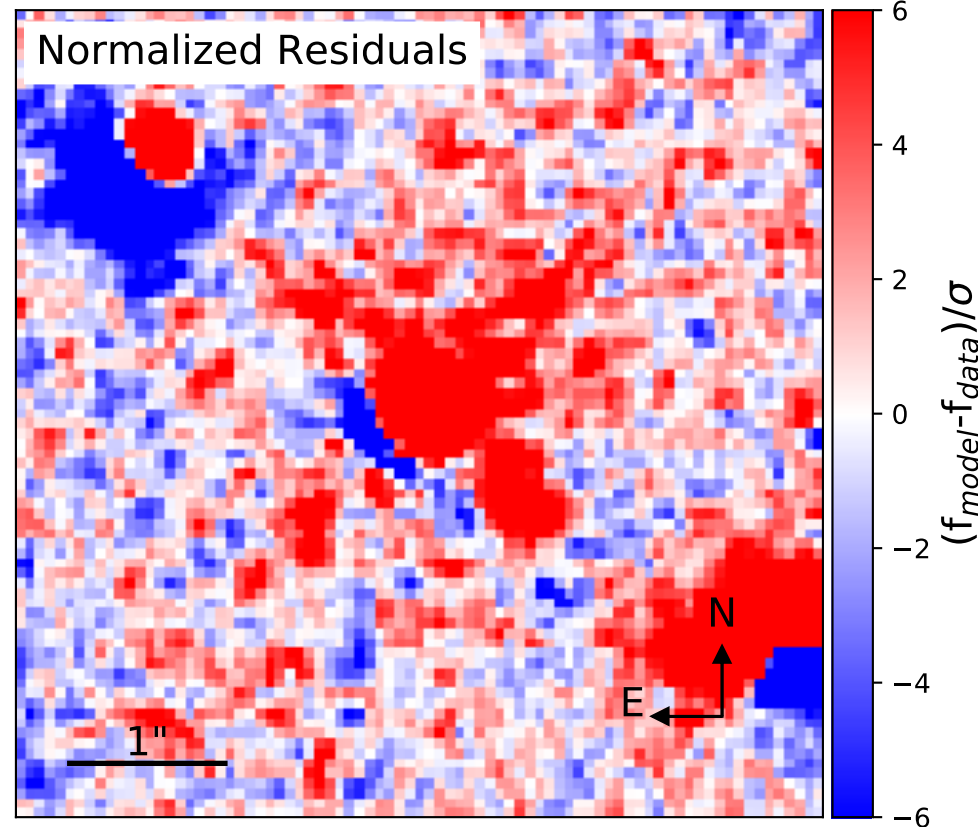 Normalized Residuals
6
4
2
0
−2
−4
−6
(f_model-f_data)/σ
N
E
1"